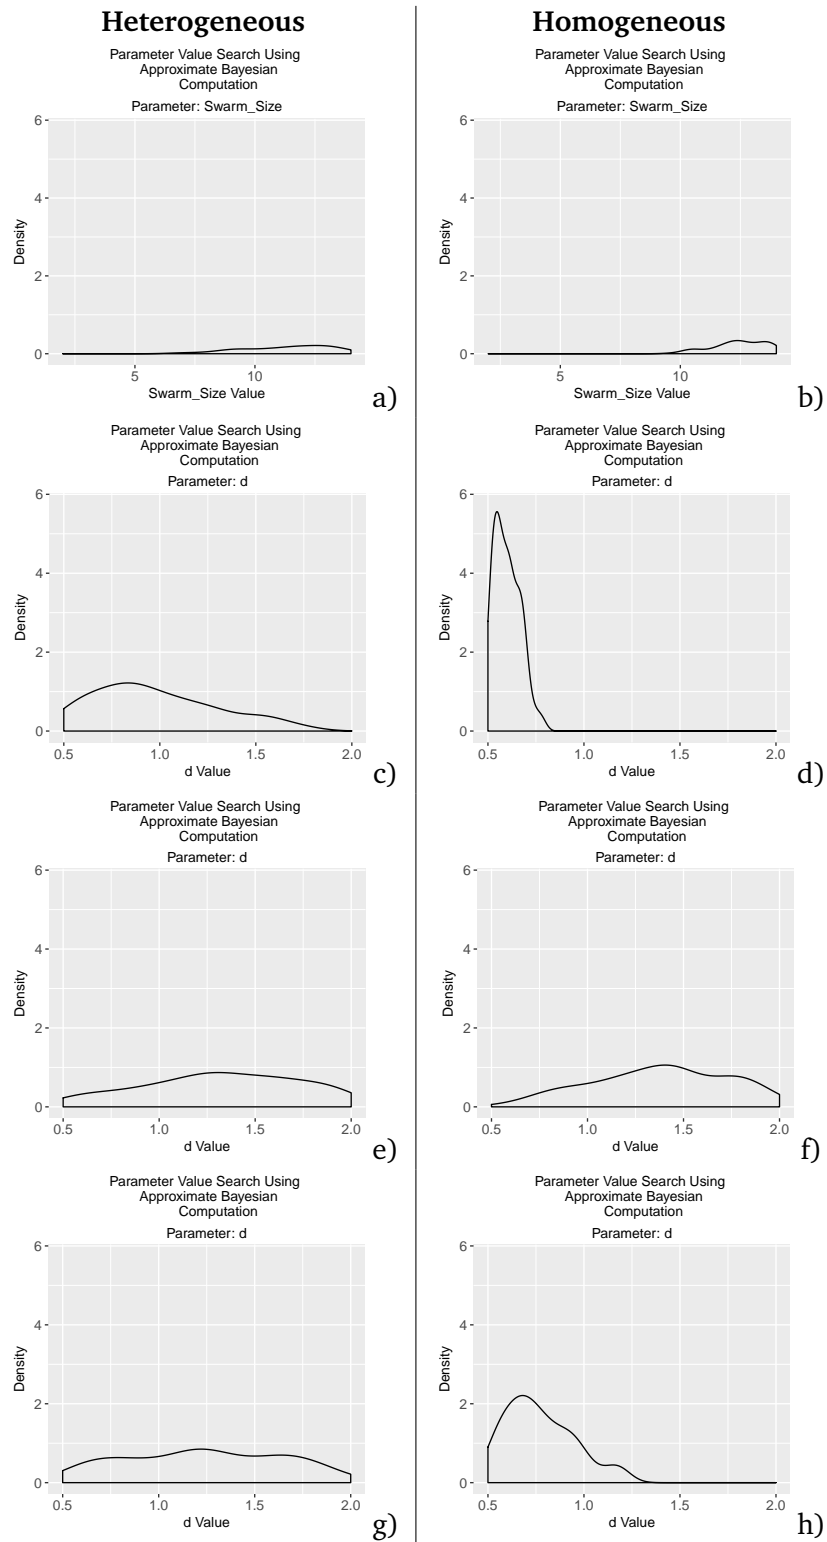 Heterogeneous
Homogeneous
Parameter Value Search Using
Approximate Bayesian
Computation
Parameter: Swarm_Size
6
4
2
0
Density
5
10
Swarm_Size Value
a)
Parameter Value Search Using
Approximate Bayesian
Computation
Parameter: Swarm_Size
6
4
2
0
Density
5
10
Swarm_Size Value
b)
Parameter Value Search Using
Approximate Bayesian
Computation
Parameter: d
6
4
2
0
Density
0.5
1.0
1.5
2.0
d Value
c)
Parameter Value Search Using
Approximate Bayesian
Computation
Parameter: d
6
4
2
0
Density
0.5
1.0
1.5
2.0
d Value
d)
Parameter Value Search Using
Approximate Bayesian
Computation
Parameter: d
6
4
2
0
Density
0.5
1.0
1.5
2.0
d Value
e)
Parameter Value Search Using
Approximate Bayesian
Computation
Parameter: d
6
4
2
0
Density
0.5
1.0
1.5
2.0
d Value
f)
Parameter Value Search Using
Approximate Bayesian
Computation
Parameter: d
6
4
2
0
Density
0.5
1.0
1.5
2.0
d Value
g)
Parameter Value Search Using
Approximate Bayesian
Computation
Parameter: d
6
4
2
0
Density
0.5
1.0
1.5
2.0
d Value
h)